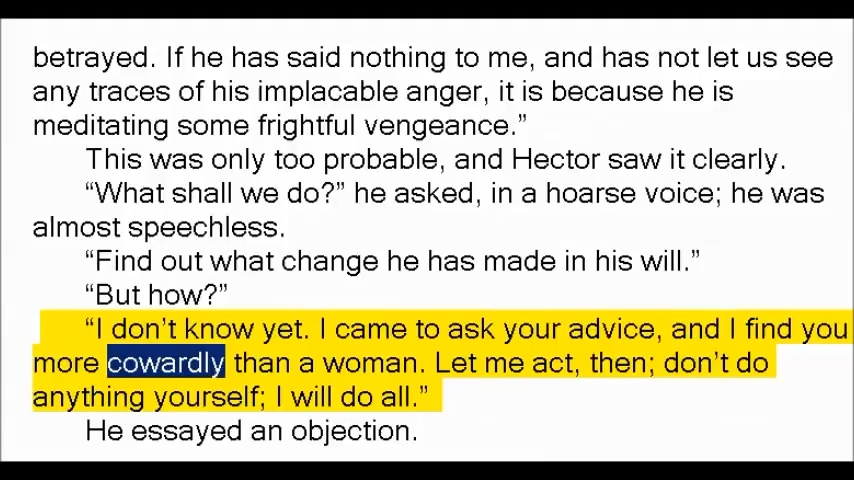 betrayed. If he has said nothing to me, and has not let us see
any traces of his implacable anger, it is because he is
meditating some frightful vengeance.”
This was only too probable, and Hector saw it clearly.
“What shall we do?” he asked, in a hoarse voice; he was
almost speechless.
“Find out what change he has made in his will.”
“But how?”
“I don’t know yet. I came to ask your advice, and I find you
more cowardly than a woman. Let me act, then; don’t do
anything yourself; I will do all.”
He essayed an objection.